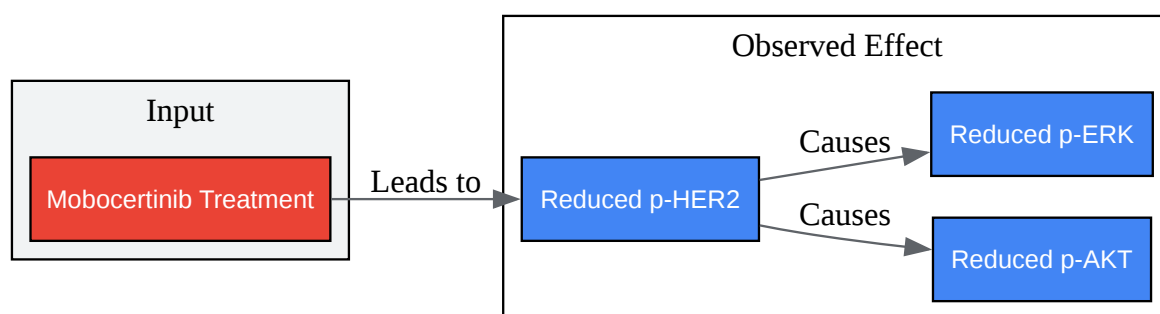 Observed Effect
Input
Mobocertinib Treatment
Leads to
Reduced p-HER2
Causes
Reduced p-ERK
Causes
Reduced p-AKT